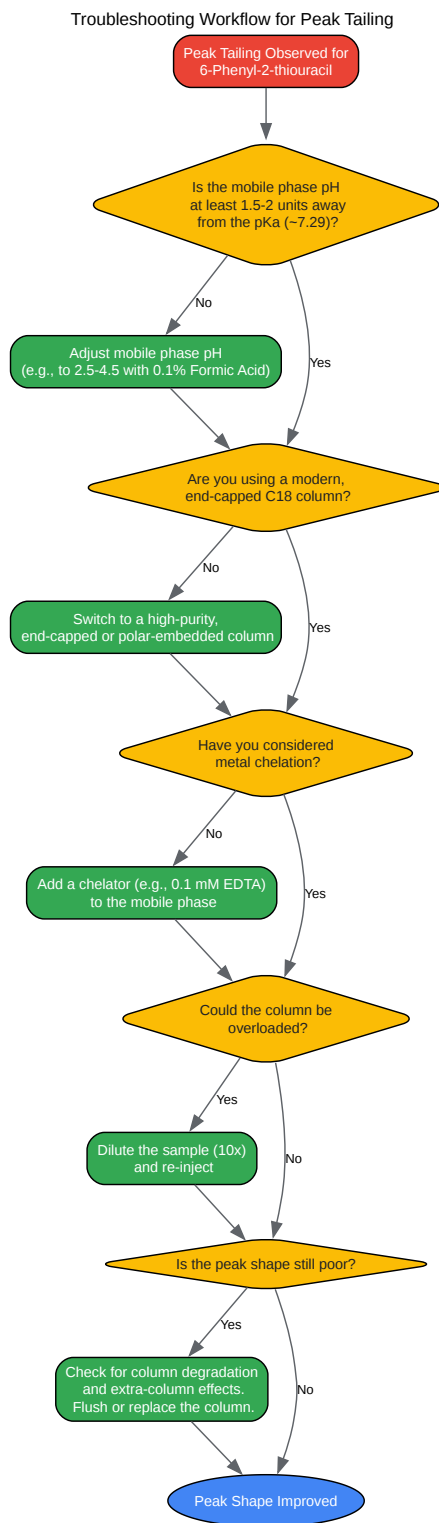 Troubleshooting Workflow for Peak Tailing
Peak Tailing Observed for
6-Phenyl-2-thiouracil
Is the mobile phase pH
at least 1.5-2 units away
from the pKa (~7.29)?
No
Yes
Adjust mobile phase pH
(e.g., to 2.5-4.5 with 0.1% Formic Acid)
Are you using a modern,
end-capped C18 column?
No
Yes
Switch to a high-purity,
end-capped or polar-embedded column
Have you considered
metal chelation?
No
Yes
Add a chelator (e.g., 0.1 mM EDTA)
to the mobile phase
Could the column be
overloaded?
Yes
No
Dilute the sample (10x)
and re-inject
Is the peak shape still poor?
Yes
No
Check for column degradation
and extra-column effects.
Flush or replace the column.
Peak Shape Improved